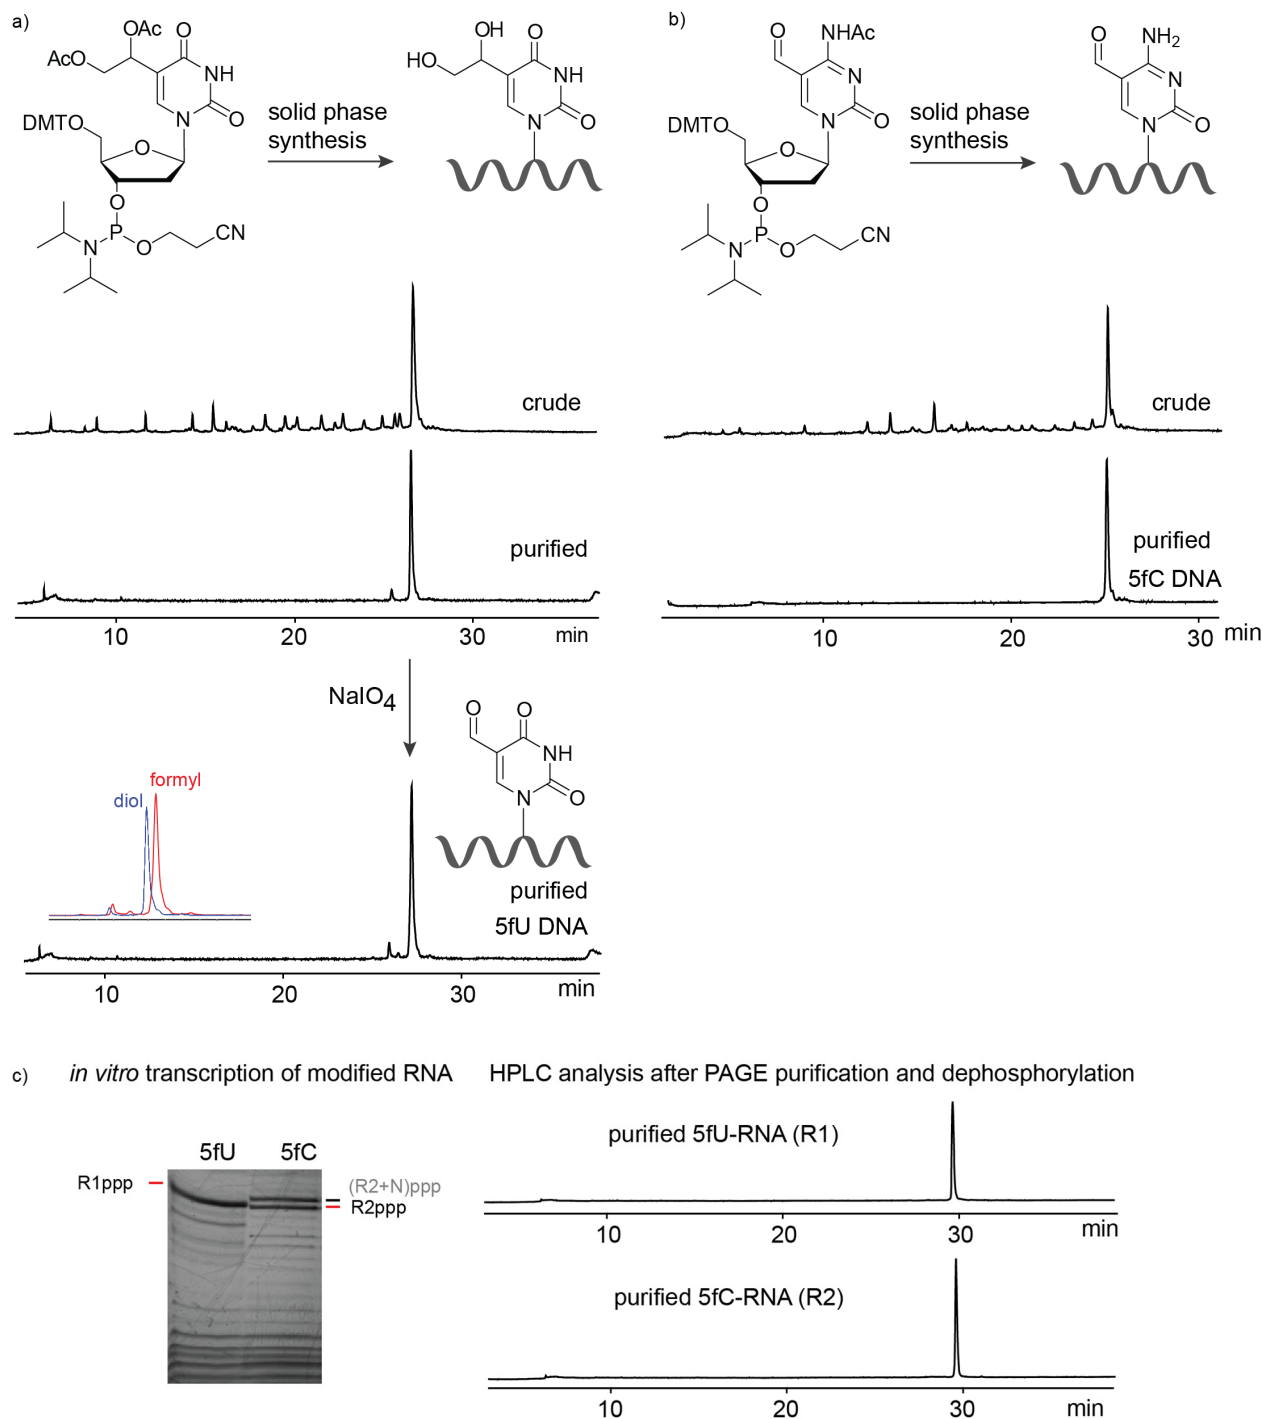 a)
OAc
O
AcO
NH
N
O
DMTO
O
O
P
N
O
CN
solid phase
synthesis
OH
O
HO
NH
N
O
crude
purified
10 20 30 min
NaIO4
O
O
NH
N
O
formyl
diol
purified
5fU DNA
10 20 30 min
b)
O
NHAc
N
N
O
DMTO
O
O
P
N
O
CN
solid phase
synthesis
O
NH2
N
N
O
crude
purified
5fC DNA
10 20 30 min
c)
in vitro transcription of modified RNA
5fU 5fC
R1ppp
(R2+N)ppp
R2ppp
HPLC analysis after PAGE purification and dephosphorylation
purified 5fU-RNA (R1)
10 20 30 min
purified 5fC-RNA (R2)
10 20 30 min